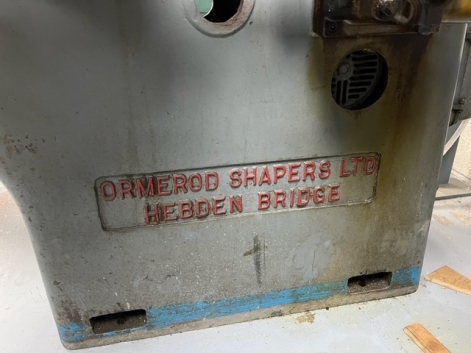 ORMEROD SHAPERS LTD
HEBDEN BRIDGE